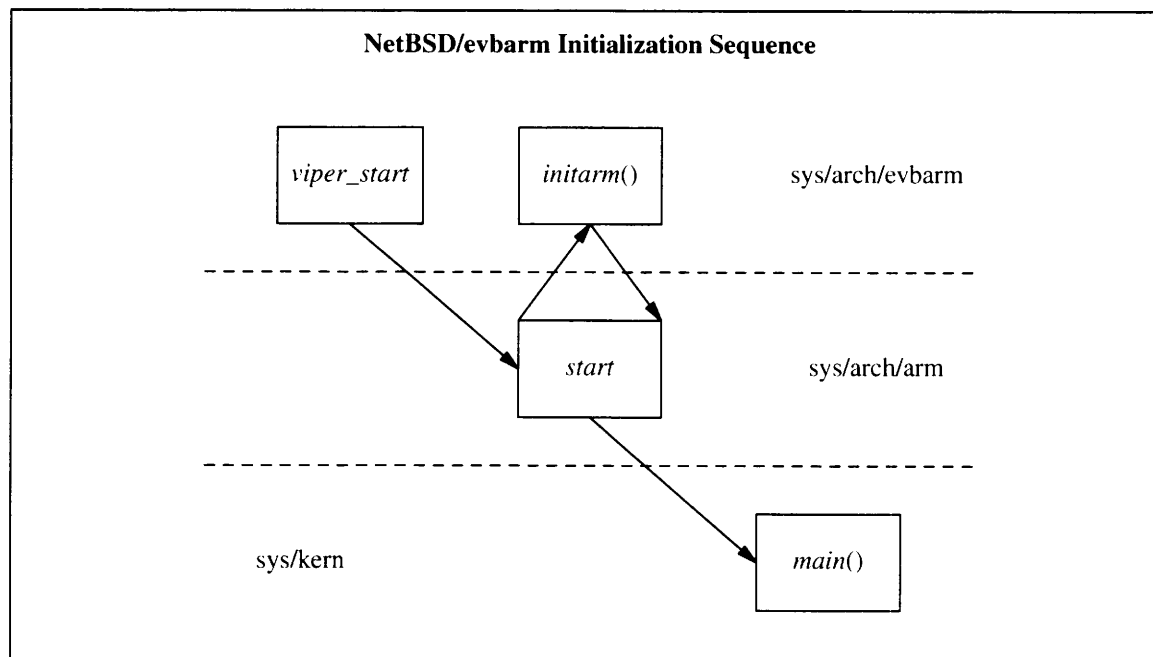 NetBSD/evbarm Initialization Sequence
viper_start
initarm()
sys/arch/evbarm
start
sys/arch/arm
sys/kern
main()